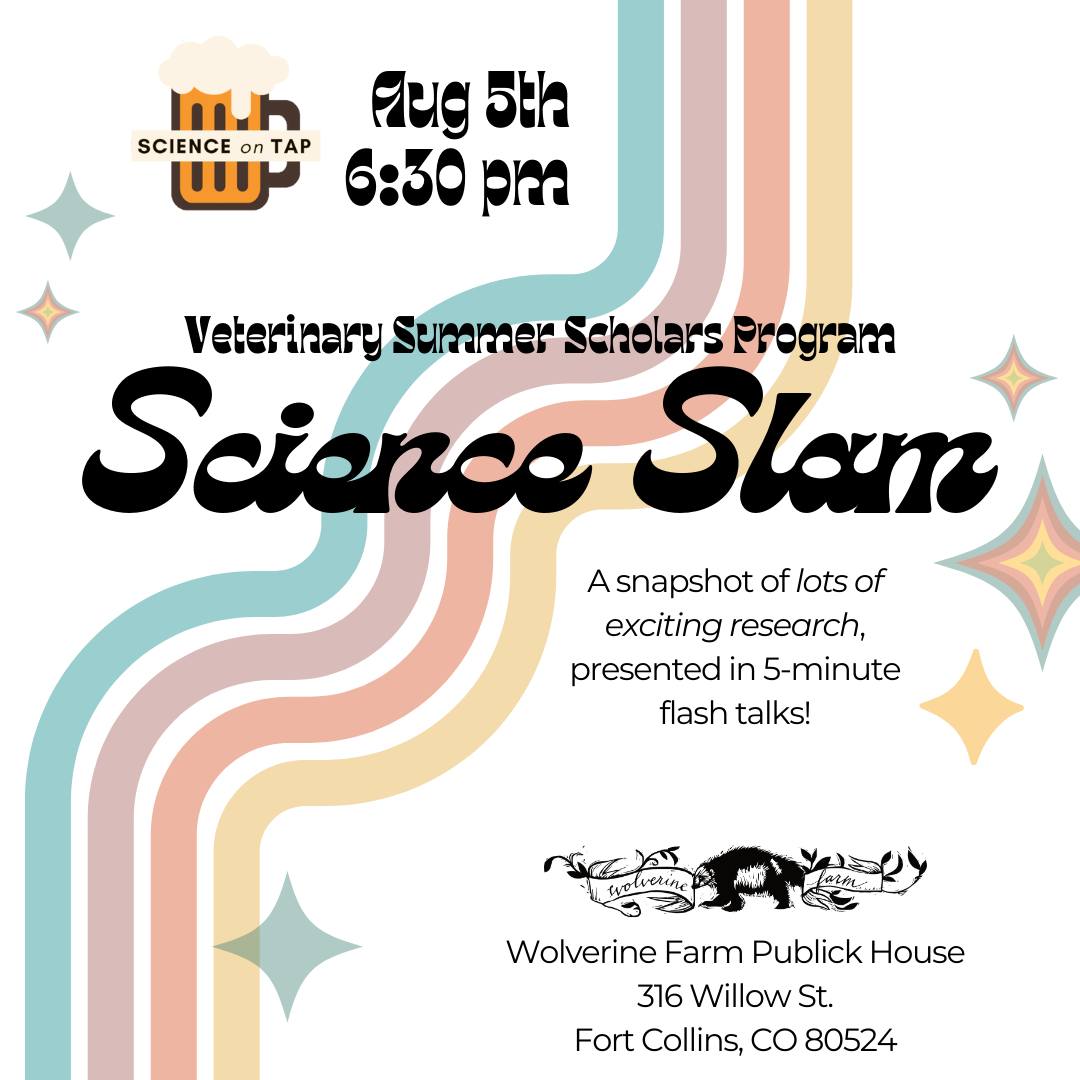 SCIENCE on TAP
Aug 5th
6:30 pm
Veterinary Summer Scholars Program
Science Slam
A snapshot of lots of
exciting research,
presented in 5-minute
flash talks!
wolverine farm
Wolverine Farm Publick House
316 Willow St.
Fort Collins, CO 80524